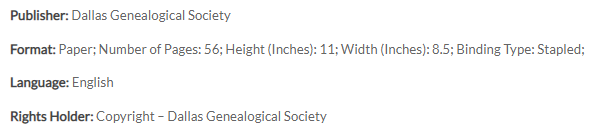 Publisher: Dallas Genealogical Society
Format: Paper; Number of Pages: 56; Height (Inches): 11; Width (Inches): 8.5; Binding Type: Stapled;
Language: English
Rights Holder: Copyright – Dallas Genealogical Society